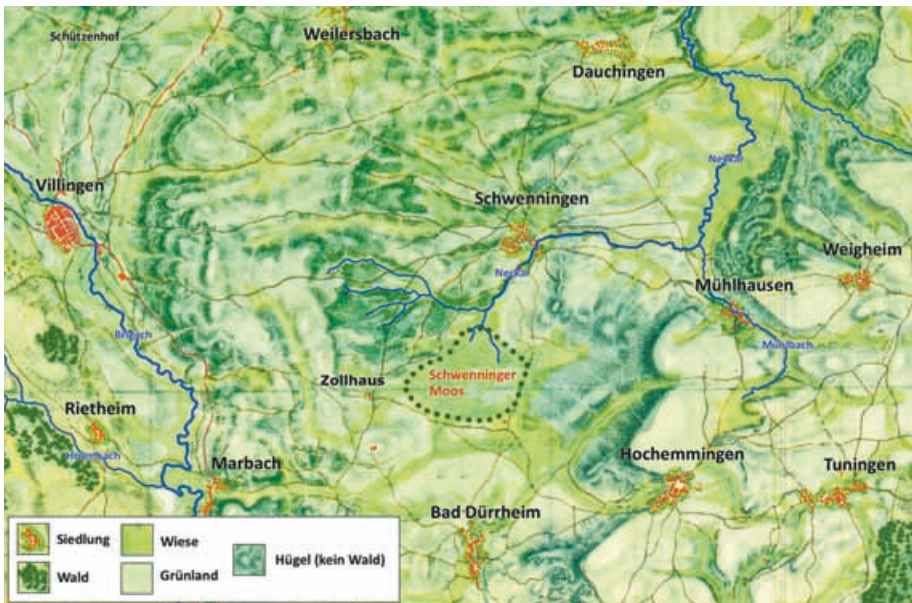 Schützenhof
Weilersbach
Dauchingen
Neckar
Villingen
Schwenningen
Weigheim
Neckar
Mühlhausen
Brigach
Mühlbach
Zollhaus
Schwenninger
Moos
Rietheim
Marbach
Hochemmingen
Tuningen
Bad Dürrheim
Siedlung
Wiese
Hügel (kein Wald)
Wald
Grünland